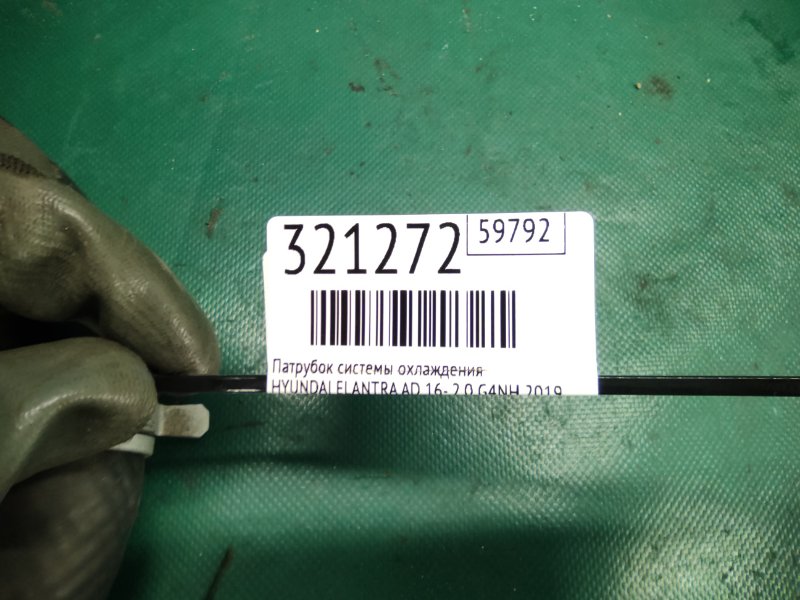 321272
59792
Патрубок системы охлаждения
HYUNDAI ELANTRA AD 16- 2.0 G4NH 2019